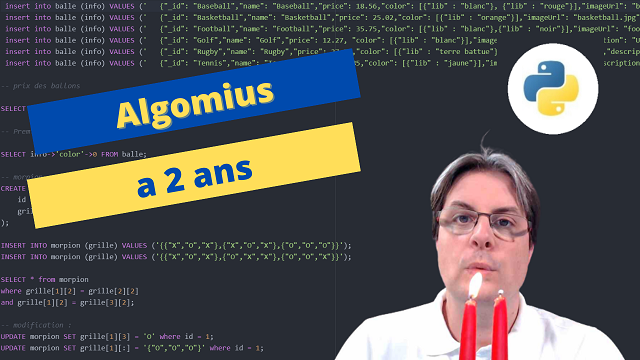 insert into balle (info) VALUES (' {"_id": "Baseball","name": "Baseball","price": 18.56,"color": [{"lib" : "blanc"}, {"lib" : "rouge"}],"imageUrl":
insert into balle (info) VALUES (' {"_id": "Basketball","name": "Basketball","price": 25.02,"color": [{"lib" : "orange"}],"imageUrl": "basketball.jpg
insert into balle (info) VALUES (' {"_id": "Football","name": "Football","price": 35.75,"color": [{"lib" : "blanc"},{"lib" : "noir"}],"imageUrl":
insert into balle (info) VALUES (' {"_id": "Golf","name": "Golf","price": 12.27, "color": [{"lib" : "blanc"}],"image
insert into balle (info) VALUES (' {"_id": "Rugby","name": "Rugby","price": "lib" : "terre battue"
insert into balle (info) VALUES (' {"_id": "Tennis","name": "color": [{"lib" : "jaune"}],"im
-- prix des ballons
SELECT
Algomius
SELECT info->'color'->0 FROM balle;
a 2 ans
CREATE
id
);
INSERT INTO morpion (grille) VALUES ('{{"X","O","X"},{"X","O","X"},{"O","O","O"}}');
INSERT INTO morpion (grille) VALUES ('{{"X","O","X"},{"O","X","O"},{"O","O","X"}}');
SELECT * from morpion
where grille[1][2] = grille[2][2]
and grille[1][2] = grille[3][2];
-- modification :
UPDATE morpion SET grille[1][3] = 'O' where id = 1;
UPDATE morpion SET grille[1][:] = '{"O","O","O"}' where id = 1;